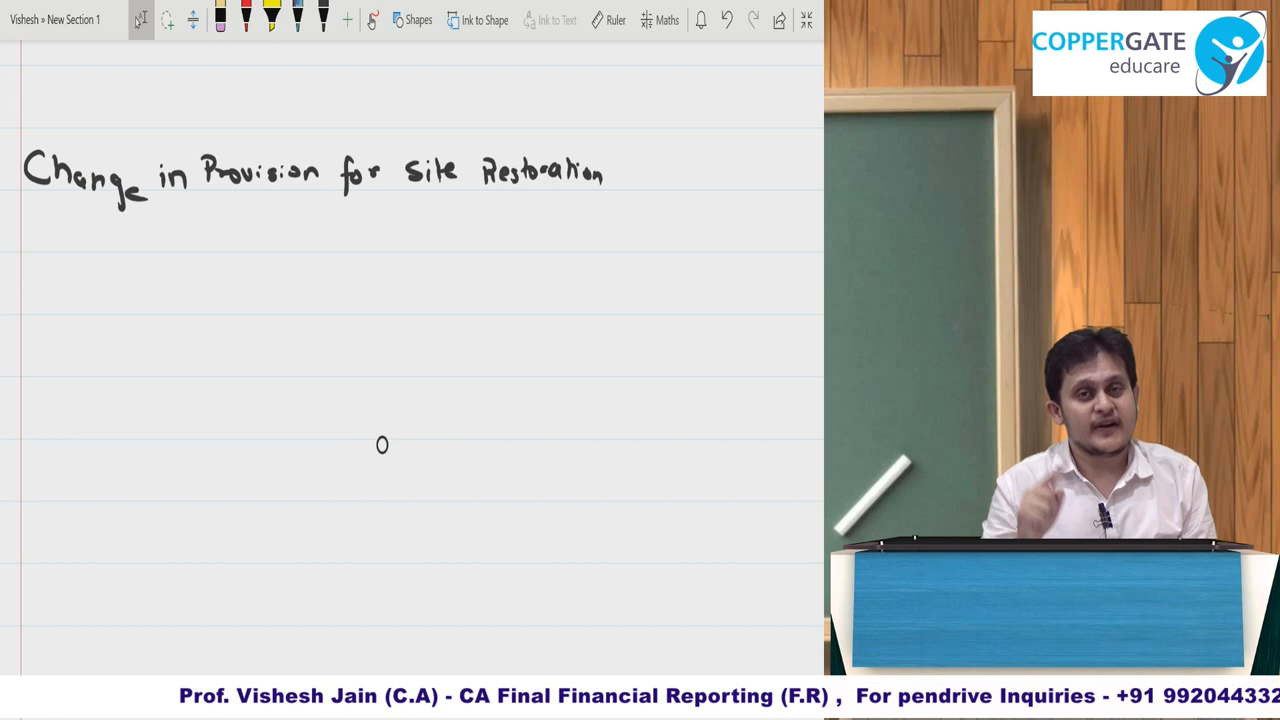 Vishesh » New Section 1
Shapes
Ink to Shape
Ink to Text
Ruler
Maths
COPPERGATE
educare
Change in Provision for Site Restoration
0
Prof. Vishesh Jain (C.A) - CA Final Financial Reporting (F.R) , For pendrive Inquiries - +91 992044332